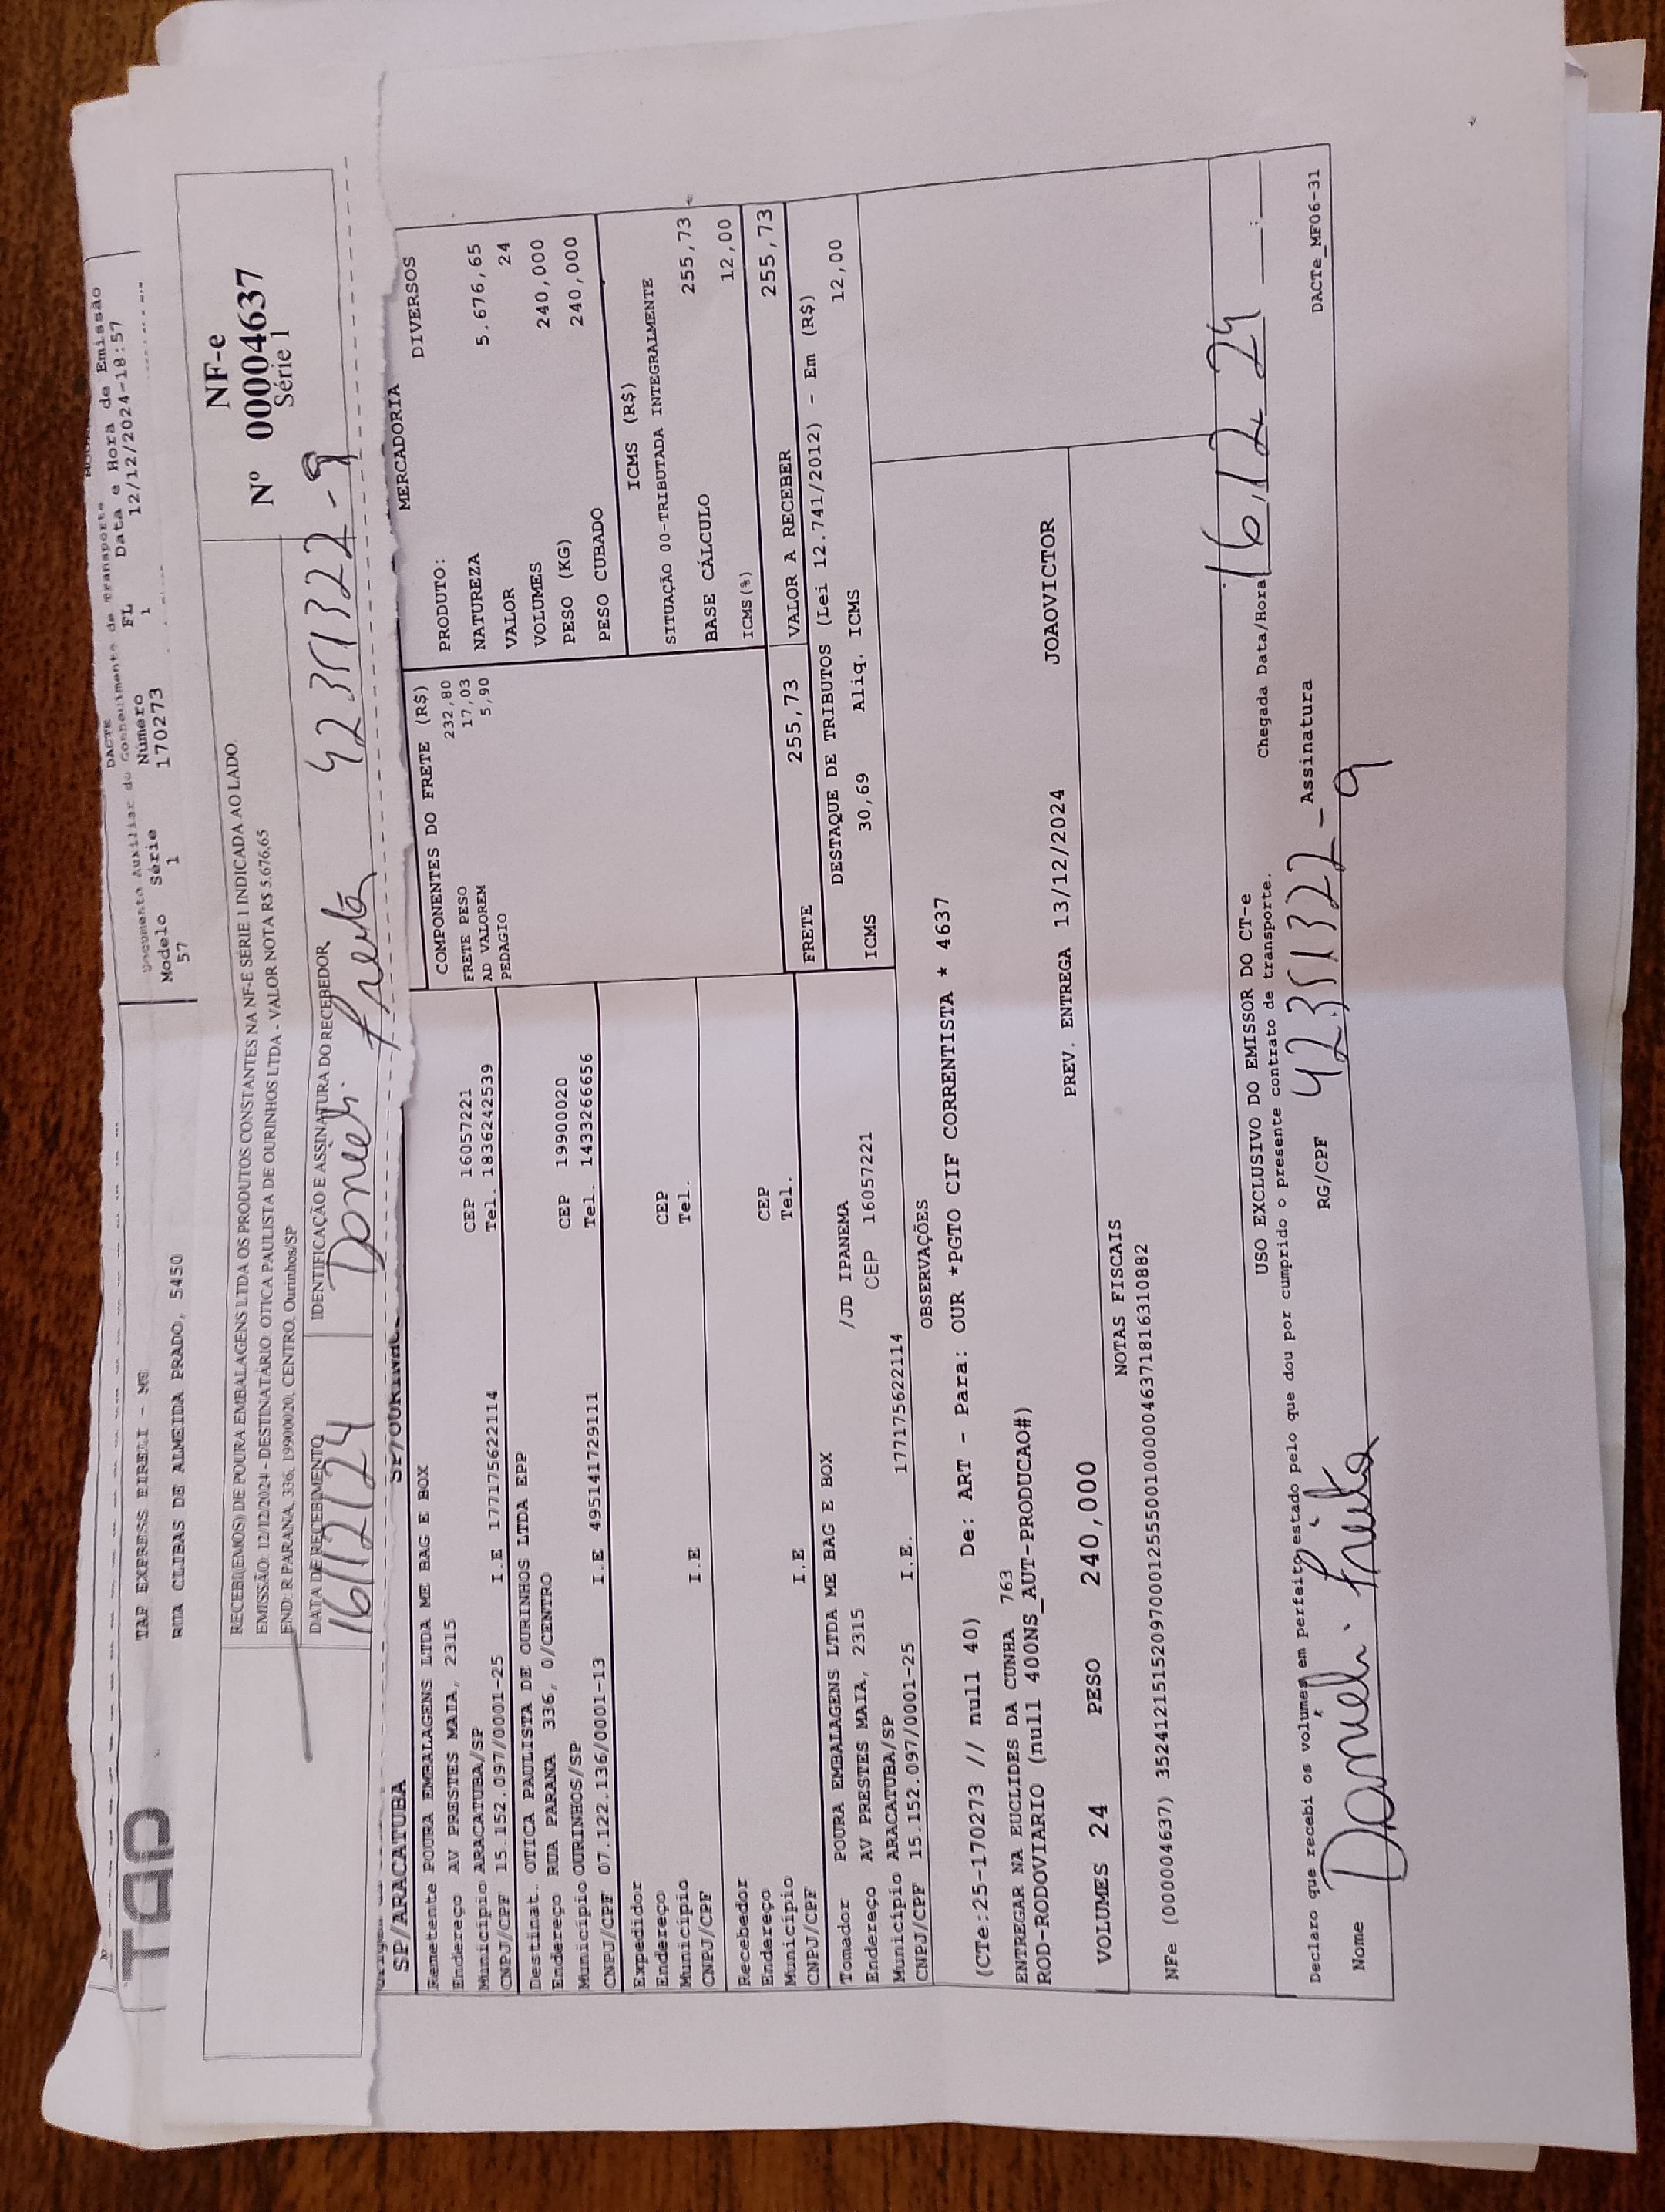 DACTE
Documento Auxiliar do Conhecimento de Transporte
Modelo Série Número FL Data e Hora de Emissão
57 1 170273 1 12/12/2024-18:57
TAP
TAP EXPRESS EIRELI - ME
RUA CLIBAS DE ALMEIDA PRADO, 5450
RECEBI(EMOS) DE POURA EMBALAGENS LTDA OS PRODUTOS CONSTANTES NA NF-E SÉRIE 1 INDICADA AO LADO.
EMISSÃO: 12/12/2024 - DESTINATÁRIO: OTICA PAULISTA DE OURINHOS LTDA - VALOR NOTA R$ 5.676,65
END: R PARANA, 336, 19900020, CENTRO, Ourinhos/SP
DATA DE RECEBIMENTO
16/12/24
IDENTIFICAÇÃO E ASSINATURA DO RECEBEDOR
NF-e
Nº 000004637
Série 1
SP/ARACATUBA
Remetente POURA EMBALAGENS LTDA ME BAG E BOX
Endereço AV PRESTES MAIA, 2315 CEP 16057221
Município ARACATUBA/SP Tel. 1836242539
CNPJ/CPF 15.152.097/0001-25 I.E 177175622114
Destinat. OTICA PAULISTA DE OURINHOS LTDA EPP
Endereço RUA PARANA 336, 0/CENTRO CEP 19900020
Município OURINHOS/SP Tel. 1433266656
CNPJ/CPF 07.122.136/0001-13 I.E 495141729111
Expedidor
Endereço CEP
Município Tel.
CNPJ/CPF I.E
Recebedor
Endereço CEP
Município Tel.
CNPJ/CPF I.E
Tomador POURA EMBALAGENS LTDA ME BAG E BOX
Endereço AV PRESTES MAIA, 2315 /JD IPANEMA
Município ARACATUBA/SP CEP 16057221
CNPJ/CPF 15.152.097/0001-25 I.E. 177175622114
COMPONENTES DO FRETE (R$)
FRETE PESO 232,80
AD VALOREM 17,03
PEDAGIO 5,90
MERCADORIA
PRODUTO: DIVERSOS
NATUREZA
VALOR 5.676,65
VOLUMES 24
PESO (KG) 240,000
PESO CUBADO 240,000
ICMS (R$)
SITUAÇÃO 00-TRIBUTADA INTEGRALMENTE
BASE CÁLCULO 255,73
ICMS(%) 12,00
FRETE 255,73 VALOR A RECEBER 255,73
DESTAQUE DE TRIBUTOS (Lei 12.741/2012) - Em (R$)
ICMS 30,69 Aliq. ICMS 12,00
OBSERVAÇÕES
(CTe:25-170273 // null 40) De: ART - Para: OUR *PGTO CIF CORRENTISTA * 4637
ENTREGAR NA EUCLIDES DA CUNHA 763
ROD-RODOVIARIO (null 400NS_AUT-PRODUCAO#)
PREV. ENTREGA 13/12/2024 JOAOVICTOR
VOLUMES 24 PESO 240,000
NOTAS FISCAIS
NFe (000004637) 35241215152097000125550010000046371816310882
USO EXCLUSIVO DO EMISSOR DO CT-e
Declaro que recebi os volumes em perfeito estado pelo que dou por cumprido o presente contrato de transporte.
Chegada Data/Hora 16/12/24
Nome
RG/CPF
Assinatura
DACTe_MF06-31